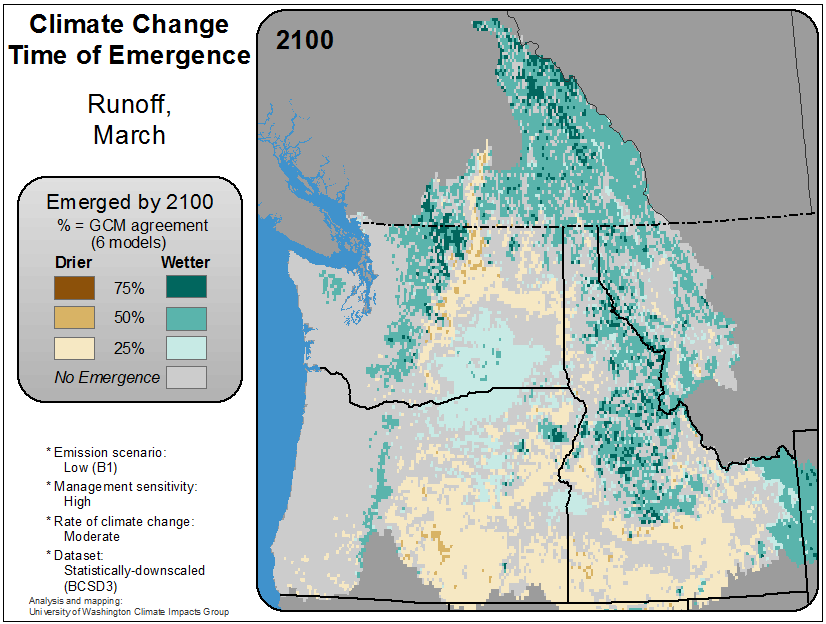 Climate Change
Time of Emergence
2100
Runoff,
March
Emerged by 2100
% = GCM agreement
(6 models)
Drier Wetter
75%
50%
25%
No Emergence
* Emission scenario:
Low (B1)
* Management sensitivity:
High
* Rate of climate change:
Moderate
* Dataset:
Statistically-downscaled
(BCSD3)
Analysis and mapping:
University of Washington Climate Impacts Group